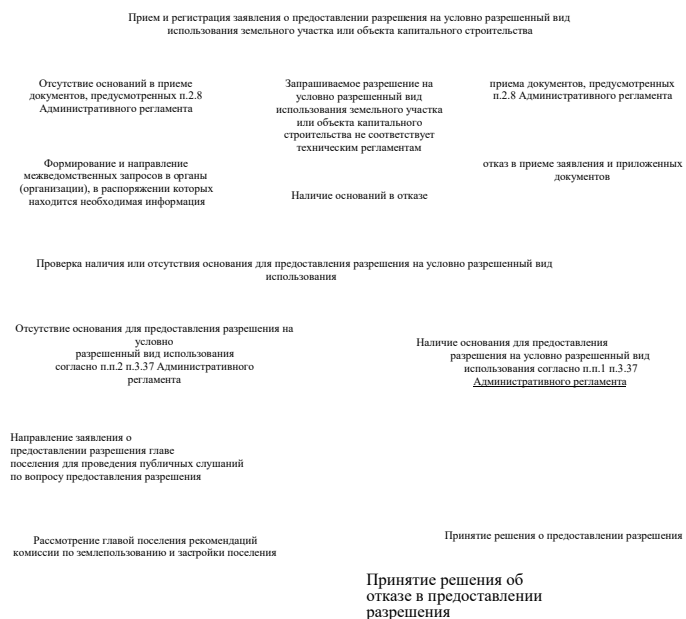 Прием и регистрация заявления о предоставлении разрешения на условно разрешенный вид
использования земельного участка или объекта капитального строительства
Отсутствие оснований в приеме
документов, предусмотренных п.2.8
Административного регламента
Запрашиваемое разрешение на
условно разрешенный вид
использования земельного участка
или объекта капитального
строительства не соответствует
техническим регламентам
приема документов, предусмотренных
п.2.8 Административного регламента
Формирование и направление
межведомственных запросов в органы
(организации), в распоряжении которых
находится необходимая информация
Наличие оснований в отказе
отказ в приеме заявления и приложенных
документов
Проверка наличия или отсутствия основания для предоставления разрешения на условно разрешенный вид
использования
Отсутствие основания для предоставления разрешения на
условно
разрешенный вид использования
согласно п.п.2 п.3.37 Административного
регламента
Наличие основания для предоставления
разрешения на условно разрешенный вид
использования согласно п.п.1 п.3.37
Административного регламента
Направление заявления о
предоставлении разрешения главе
поселения для проведения публичных слушаний
по вопросу предоставления разрешения
Рассмотрение главой поселения рекомендаций
комиссии по землепользованию и застройки поселения
Принятие решения о предоставлении разрешения
Принятие решения об
отказе в предоставлении
разрешения